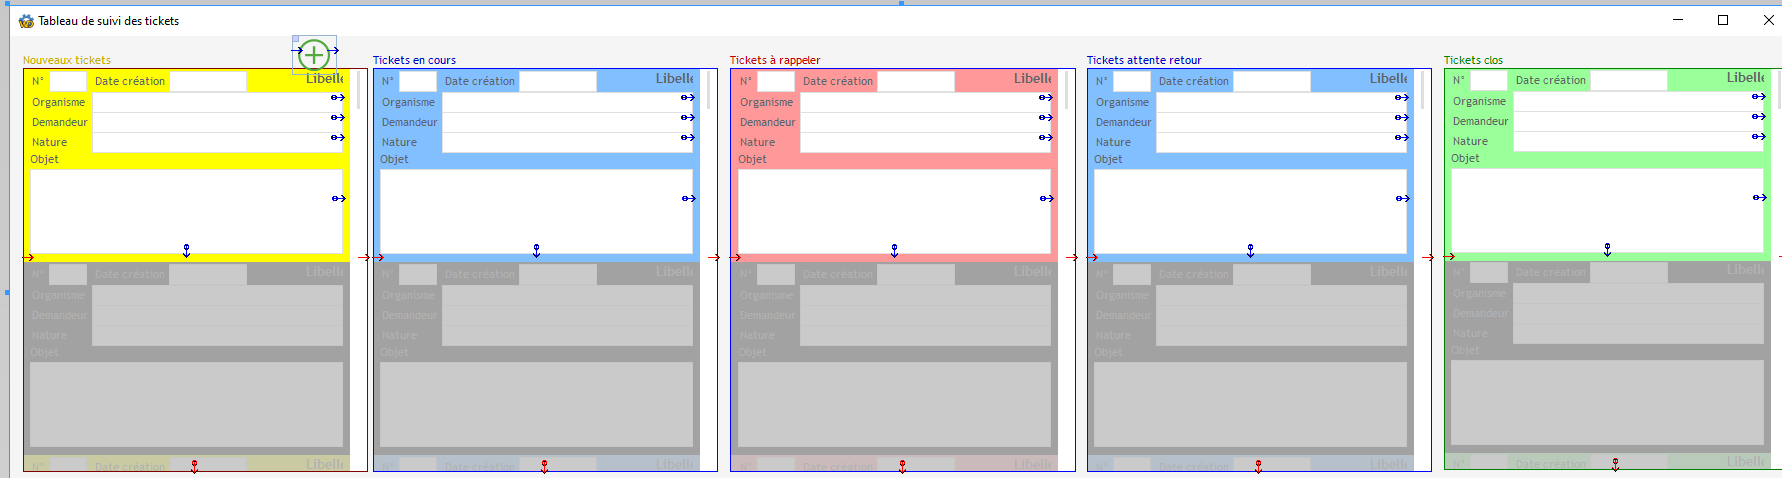 Tableau de suivi des tickets
Nouveaux tickets
N° Date création Libelle
Organisme
Demandeur
Nature
Objet
N° Date création Libelle
Organisme
Demandeur
Nature
Objet
N° Date création Libelle
Tickets en cours
N° Date création Libelle
Organisme
Demandeur
Nature
Objet
N° Date création Libelle
Organisme
Demandeur
Nature
Objet
N° Date création Libelle
Tickets à rappeler
N° Date création Libelle
Organisme
Demandeur
Nature
Objet
N° Date création Libelle
Organisme
Demandeur
Nature
Objet
N° Date création Libelle
Tickets attente retour
N° Date création Libelle
Organisme
Demandeur
Nature
Objet
N° Date création Libelle
Organisme
Demandeur
Nature
Objet
N° Date création Libelle
Tickets clos
N° Date création Libelle
Organisme
Demandeur
Nature
Objet
N° Date création Libelle
Organisme
Demandeur
Nature
Objet
N° Date création Libelle